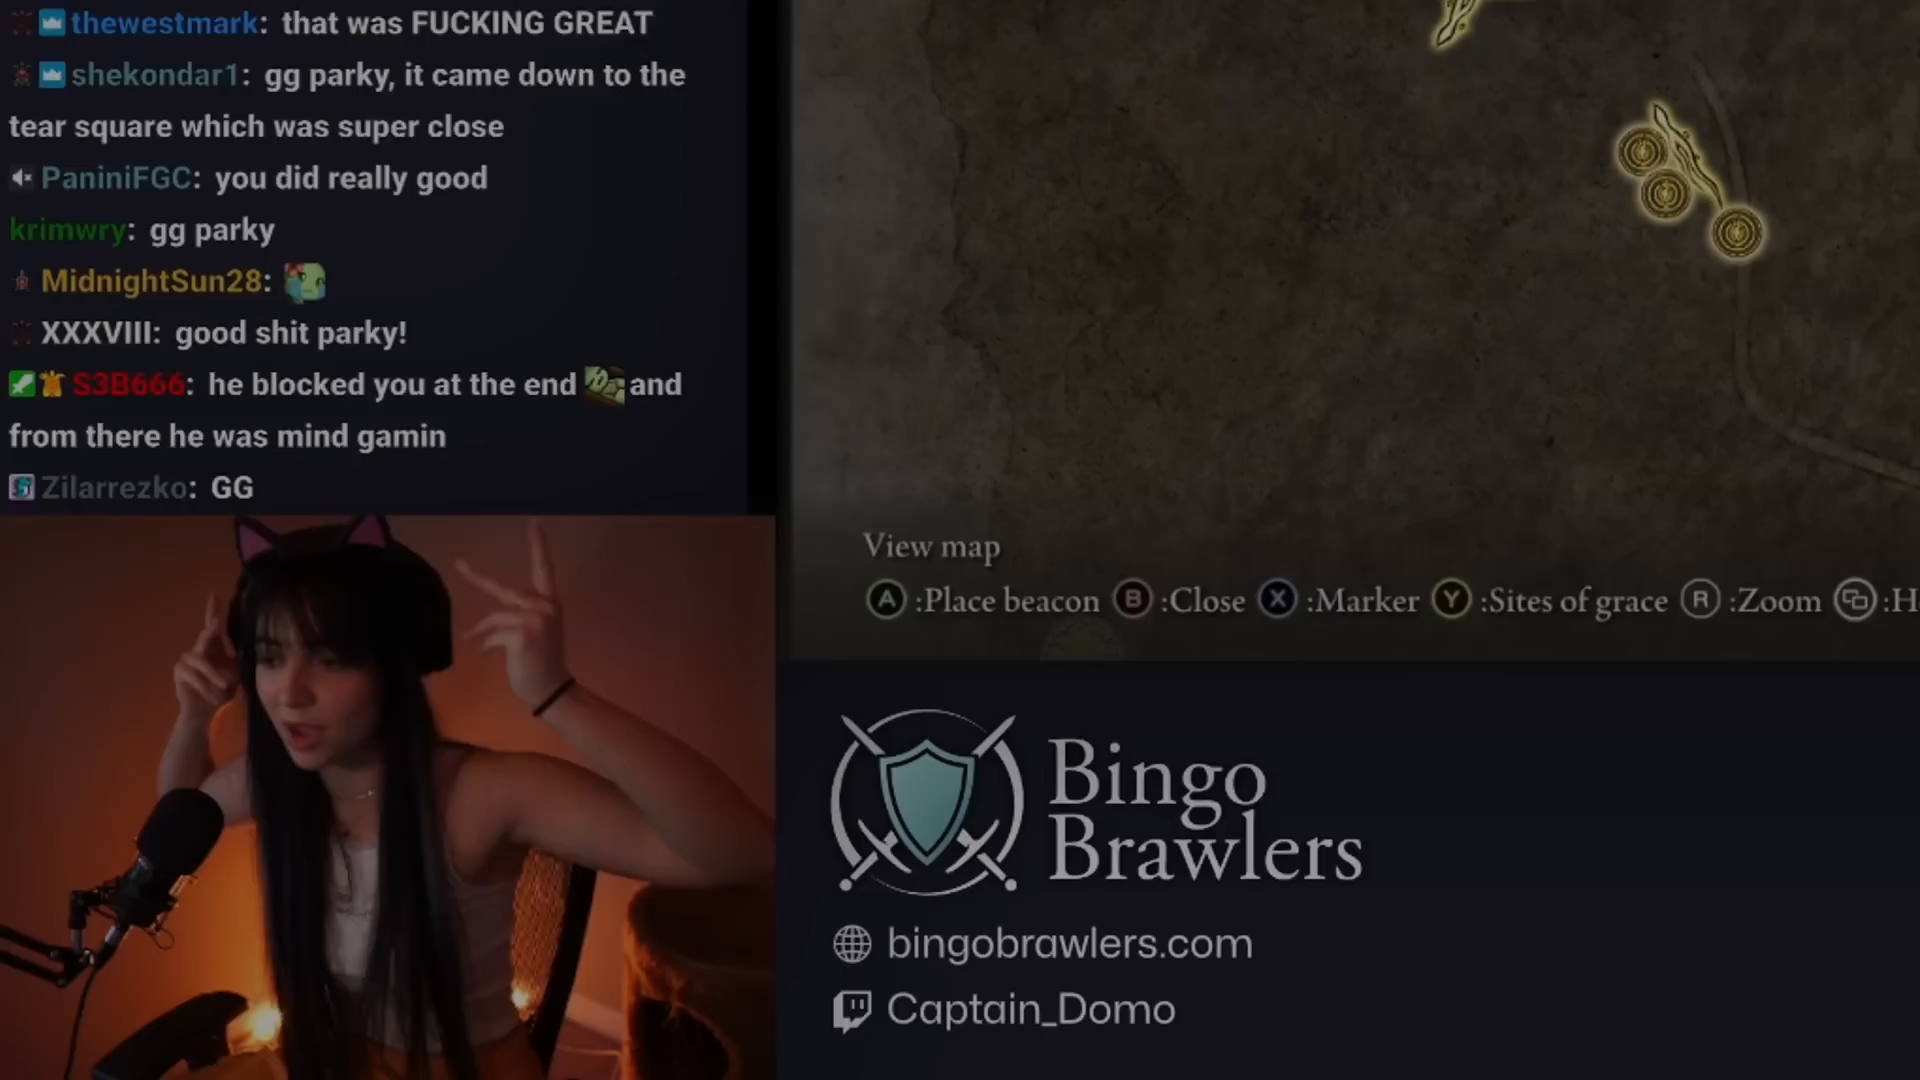 thewestmark: that was FUCKING GREAT
shekondar1: gg parky, it came down to the
tear square which was super close
PaniniFGC: you did really good
krimwry: gg parky
MidnightSun28:
XXXVIII: good shit parky!
S3B666: he blocked you at the end and
from there he was mind gamin
Zilarrezko: GG
View map
A :Place beacon B :Close X :Marker Y :Sites of grace R :Zoom :H
Bingo
Brawlers
bingobrawlers.com
Captain_Domo